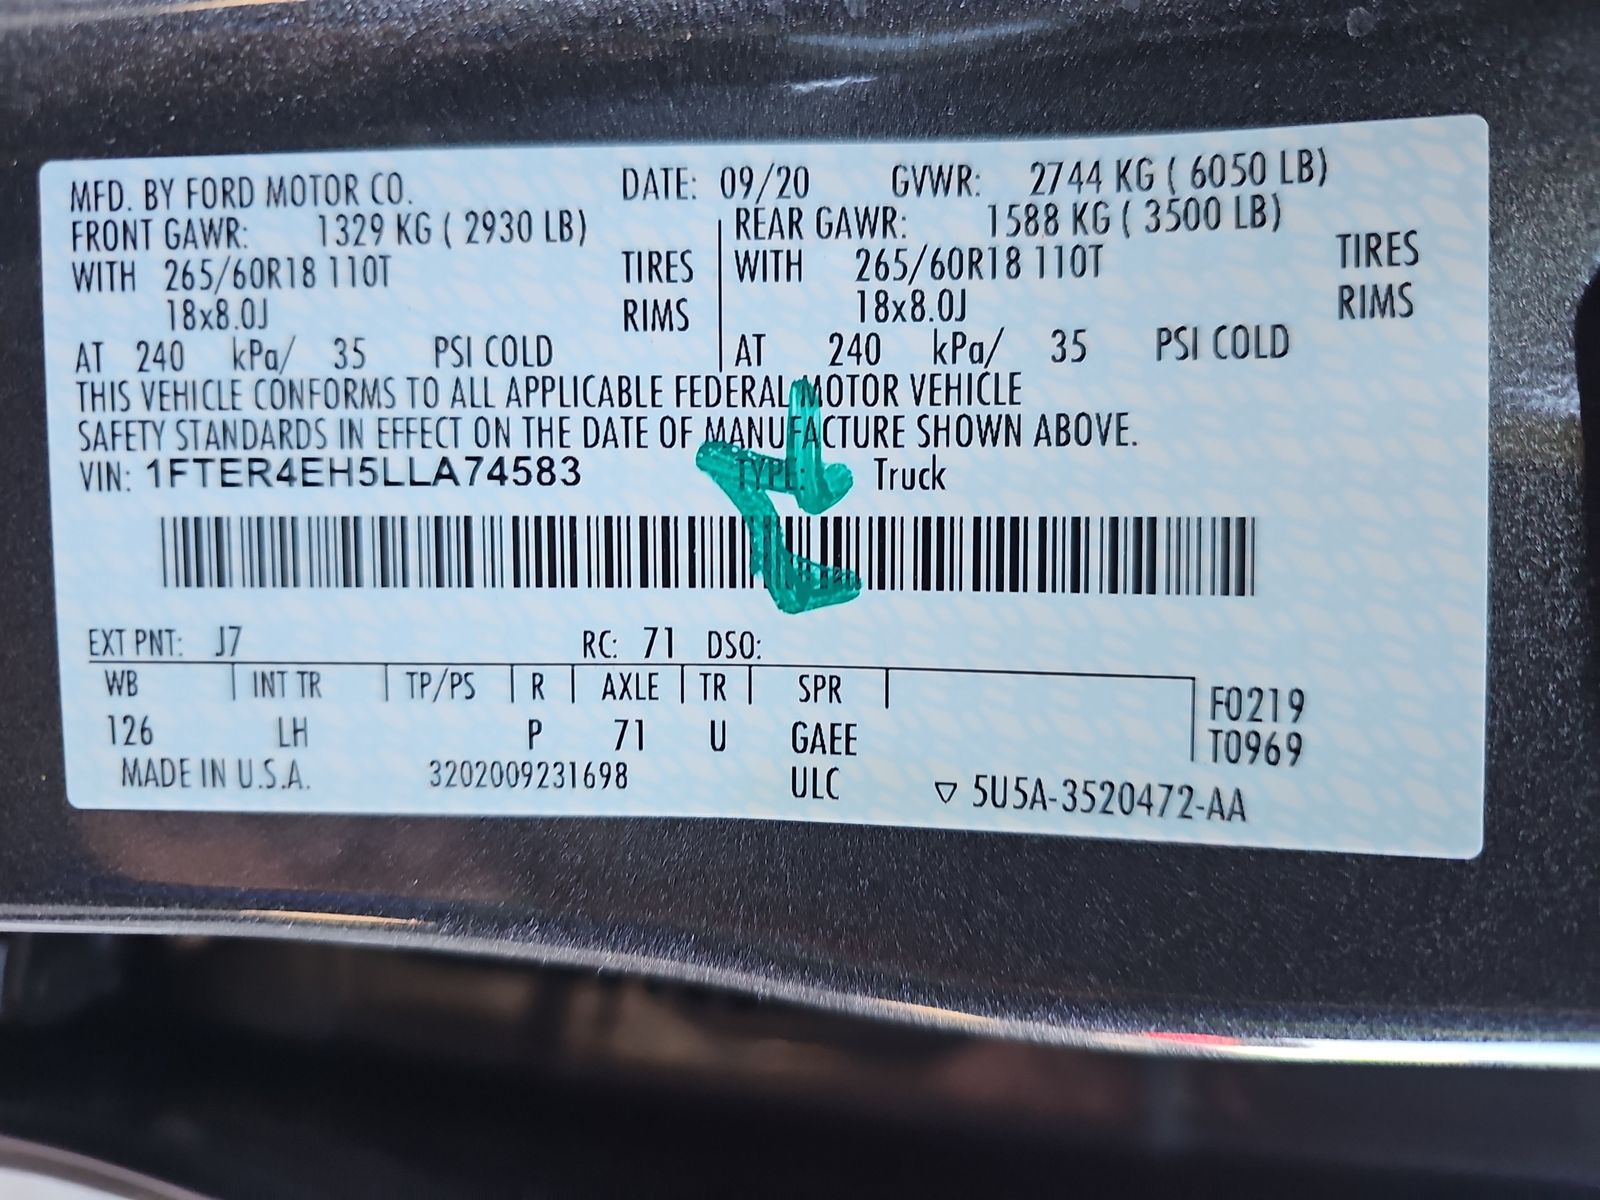 MFD. BY FORD MOTOR CO. DATE: 09/20 GVWR: 2744 KG ( 6050 LB)
FRONT GAWR: 1329 KG ( 2930 LB) REAR GAWR: 1588 KG ( 3500 LB)
WITH 265/60R18 110T TIRES WITH 265/60R18 110T TIRES
18x8.0J RIMS 18x8.0J RIMS
AT 240 kPa/ 35 PSI COLD AT 240 kPa/ 35 PSI COLD
THIS VEHICLE CONFORMS TO ALL APPLICABLE FEDERAL MOTOR VEHICLE
SAFETY STANDARDS IN EFFECT ON THE DATE OF MANUFACTURE SHOWN ABOVE.
VIN: 1FTER4EH5LLA74583 TYPE: Truck
EXT PNT: J7 RC: 71 DSO:
WB INT TR TP/PS R AXLE TR SPR F0219
126 LH P 71 U GAEE T0969
MADE IN U.S.A. 3202009231698 ULC ▽ 5U5A-3520472-AA